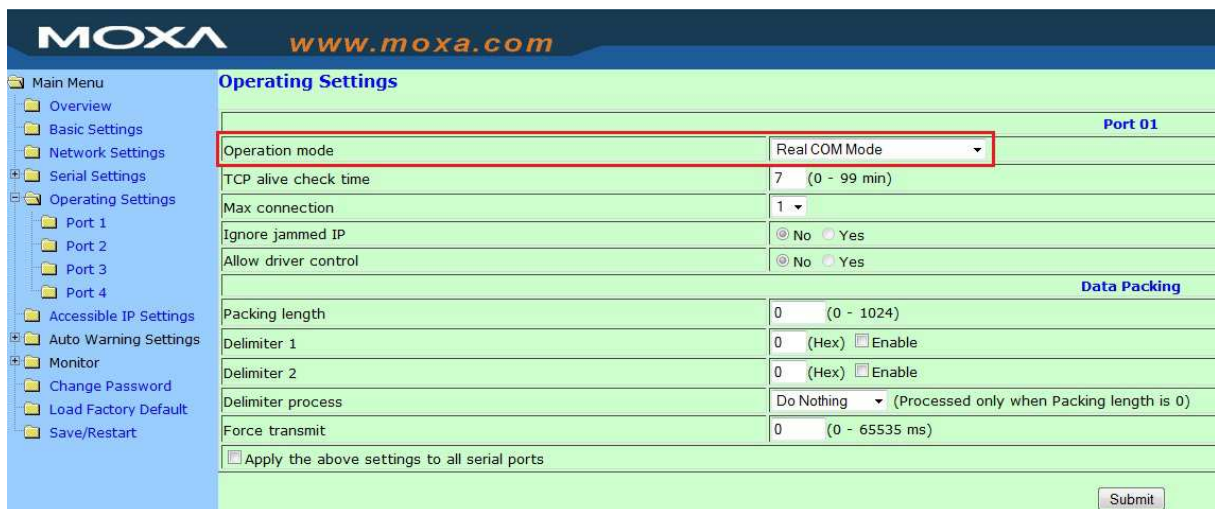 MOXA www.moxa.com
Main Menu
Overview
Basic Settings
Network Settings
Serial Settings
Operating Settings
Port 1
Port 2
Port 3
Port 4
Accessible IP Settings
Auto Warning Settings
Monitor
Change Password
Load Factory Default
Save/Restart
Operating Settings
Port 01
Operation mode Real COM Mode
TCP alive check time 7 (0 - 99 min)
Max connection 1
Ignore jammed IP No Yes
Allow driver control No Yes
Data Packing
Packing length 0 (0 - 1024)
Delimiter 1 0 (Hex) Enable
Delimiter 2 0 (Hex) Enable
Delimiter process Do Nothing (Processed only when Packing length is 0)
Force transmit 0 (0 - 65535 ms)
Apply the above settings to all serial ports
Submit